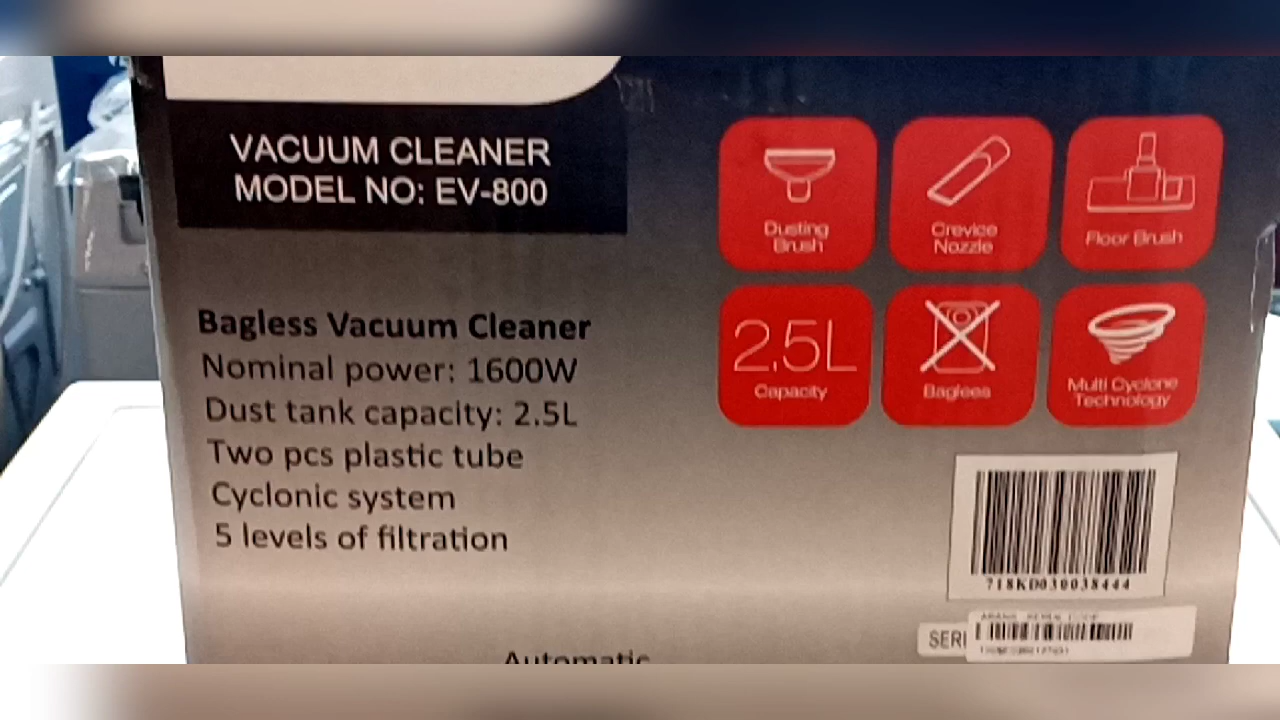 VACUUM CLEANER
MODEL NO: EV-800
Bagless Vacuum Cleaner
Nominal power: 1600W
Dust tank capacity: 2.5L
Two pcs plastic tube
Cyclonic system
5 levels of filtration
Dusting
Brush
Crevice
Nozzle
Floor Brush
2.5L
Capacity
Bagless
Multi Cyclone
Technology
718KD030038444
SERI
Automatic